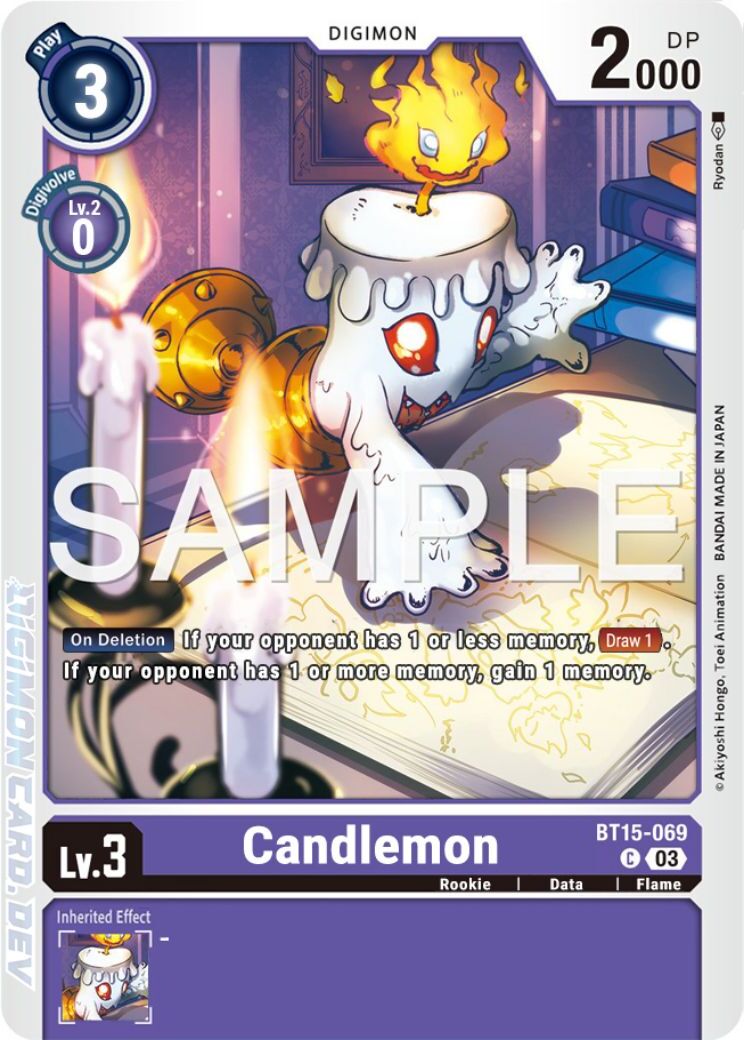 DIGIMON
Play
3
DP
2000
Digivolve
Lv.2
0
Ryodan
SAMPLE
On Deletion If your opponent has 1 or less memory, Draw 1.
If your opponent has 1 or more memory, gain 1 memory.
© Akiyoshi Hongo, Toei Animation BANDAI MADE IN JAPAN
DIGIMONCARD.DEV
Lv.3
Candlemon
BT15-069
C 03
Rookie | Data | Flame
Inherited Effect
-